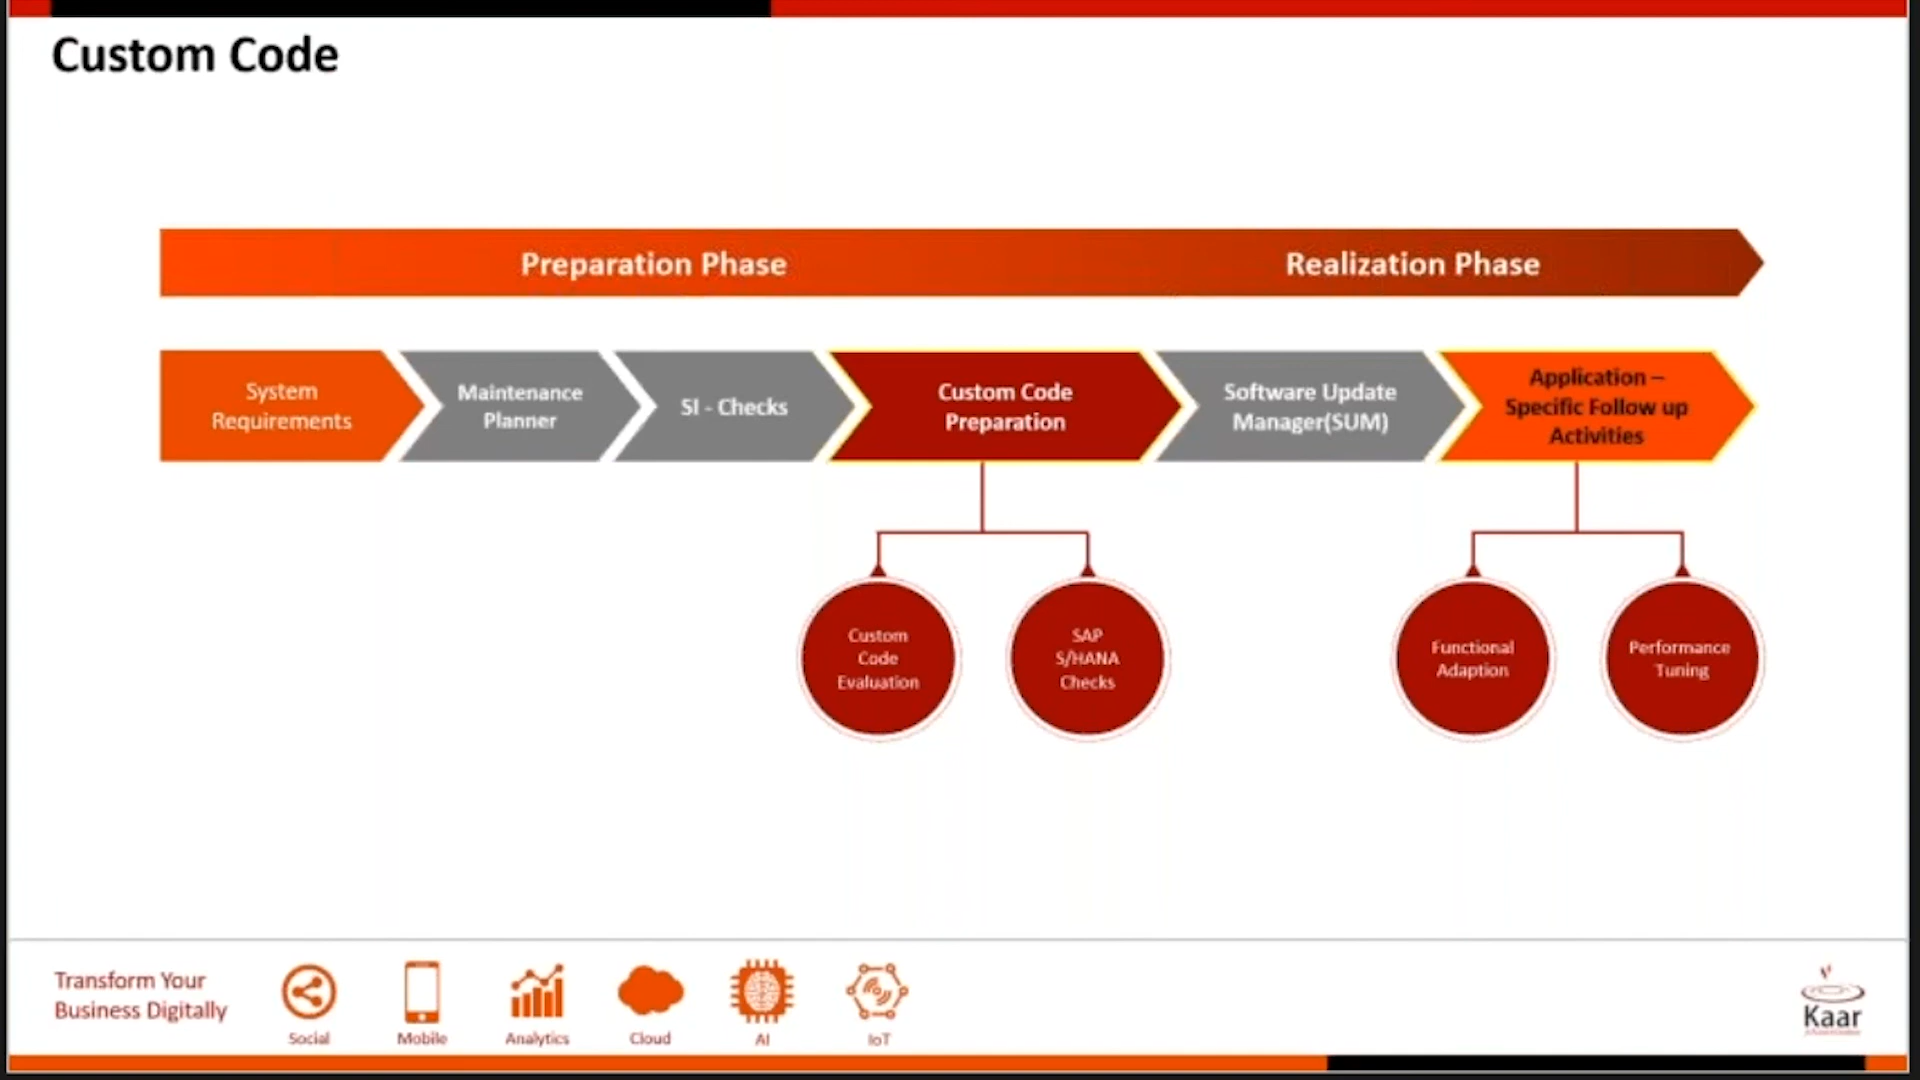 Custom Code
Preparation Phase
Realization Phase
System
Requirements
Maintenance
Planner
SI - Checks
Custom Code
Preparation
Software Update
Manager(SUM)
Application –
Specific Follow up
Activities
Custom
Code
Evaluation
SAP
S/HANA
Checks
Functional
Adaption
Performance
Tuning
Transform Your
Business Digitally
Social
Mobile
Analytics
Cloud
AI
IoT
Kaar